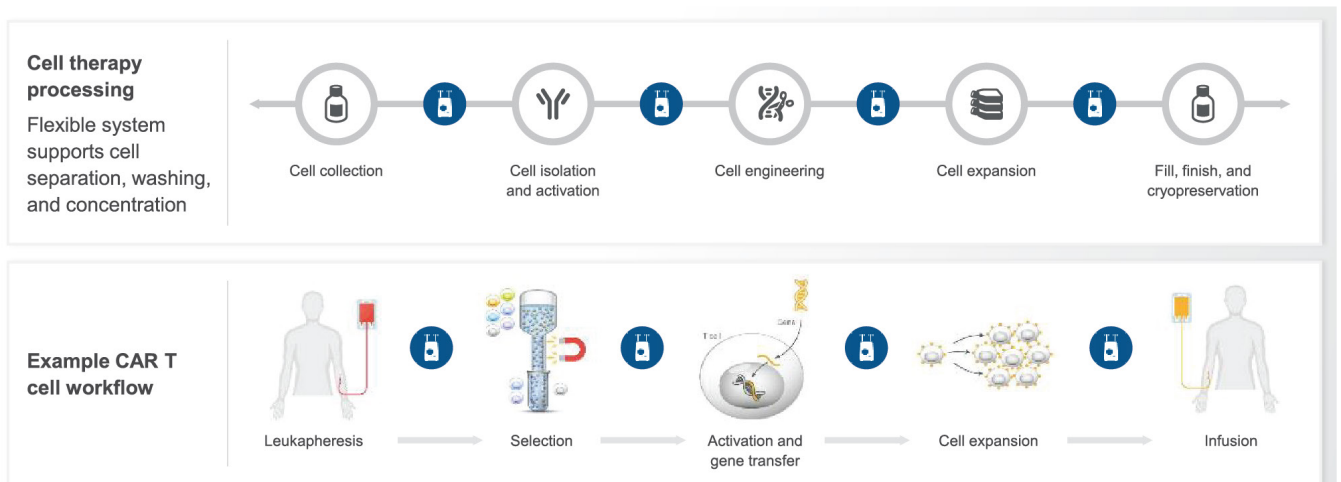 Cell therapy
processing
Flexible system
supports cell
separation, washing,
and concentration
Cell collection
Cell isolation
and activation
Cell engineering
Cell expansion
Fill, finish, and
cryopreservation
Example CAR T
cell workflow
Gene
T cell
Leukapheresis
Selection
Activation and
gene transfer
Cell expansion
Infusion